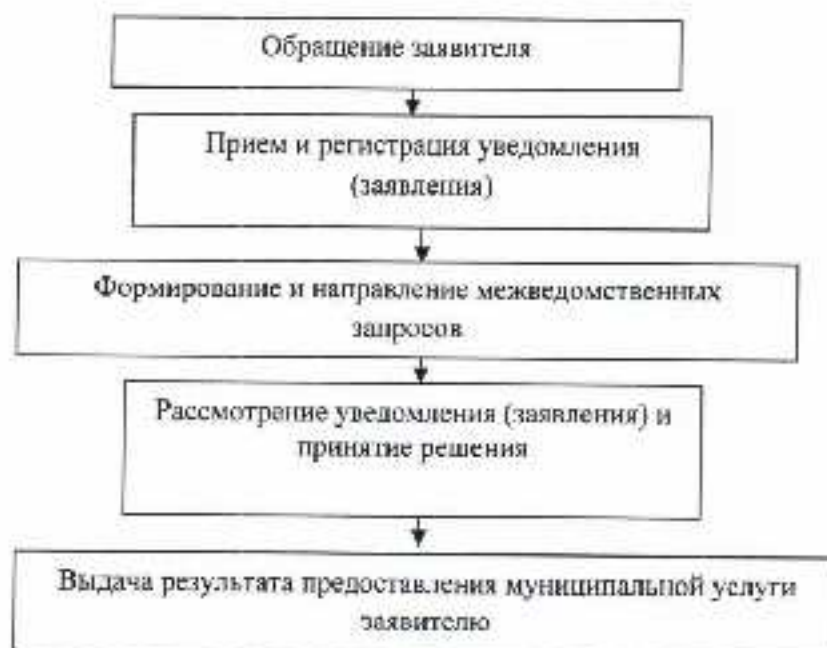 Обращение заявителя
Прием и регистрация уведомления
(заявления)
Формирование и направление межведомственных
запросов
Рассмотрение уведомления (заявления) и
принятие решения
Выдача результата предоставления муниципальной услуги
заявителю